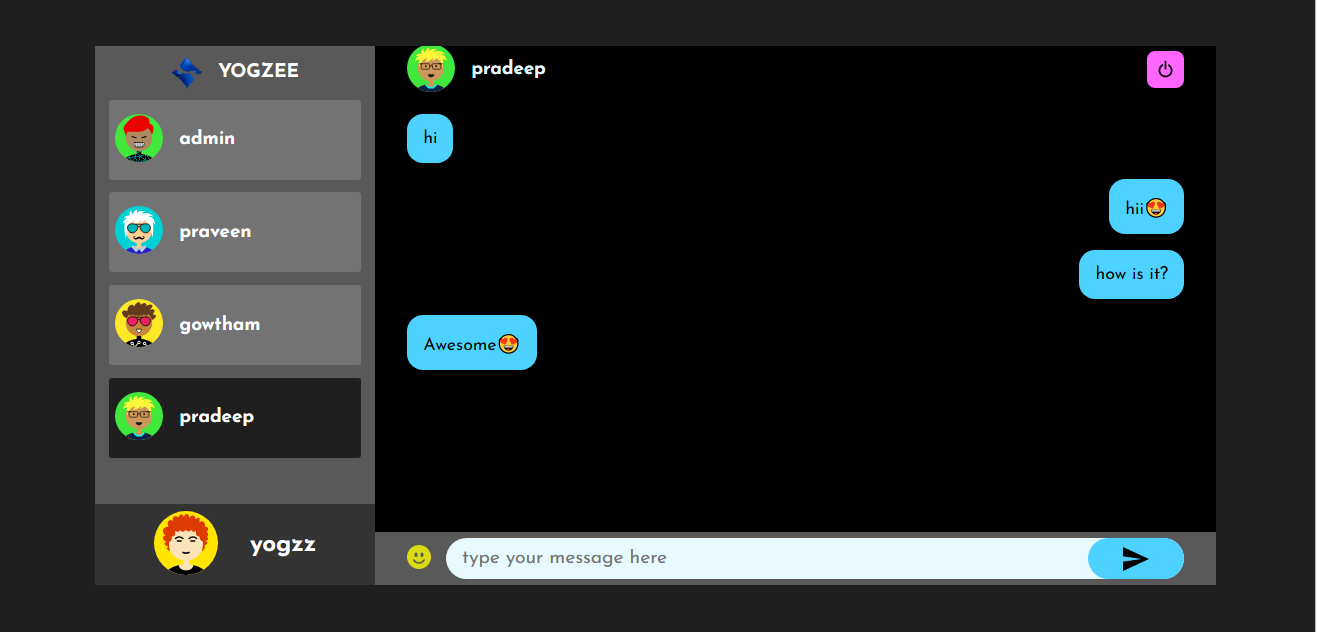 YOGZEE
admin
praveen
gowtham
pradeep
yogzz
pradeep
hi
hii😍
how is it?
Awesome😍
type your message here